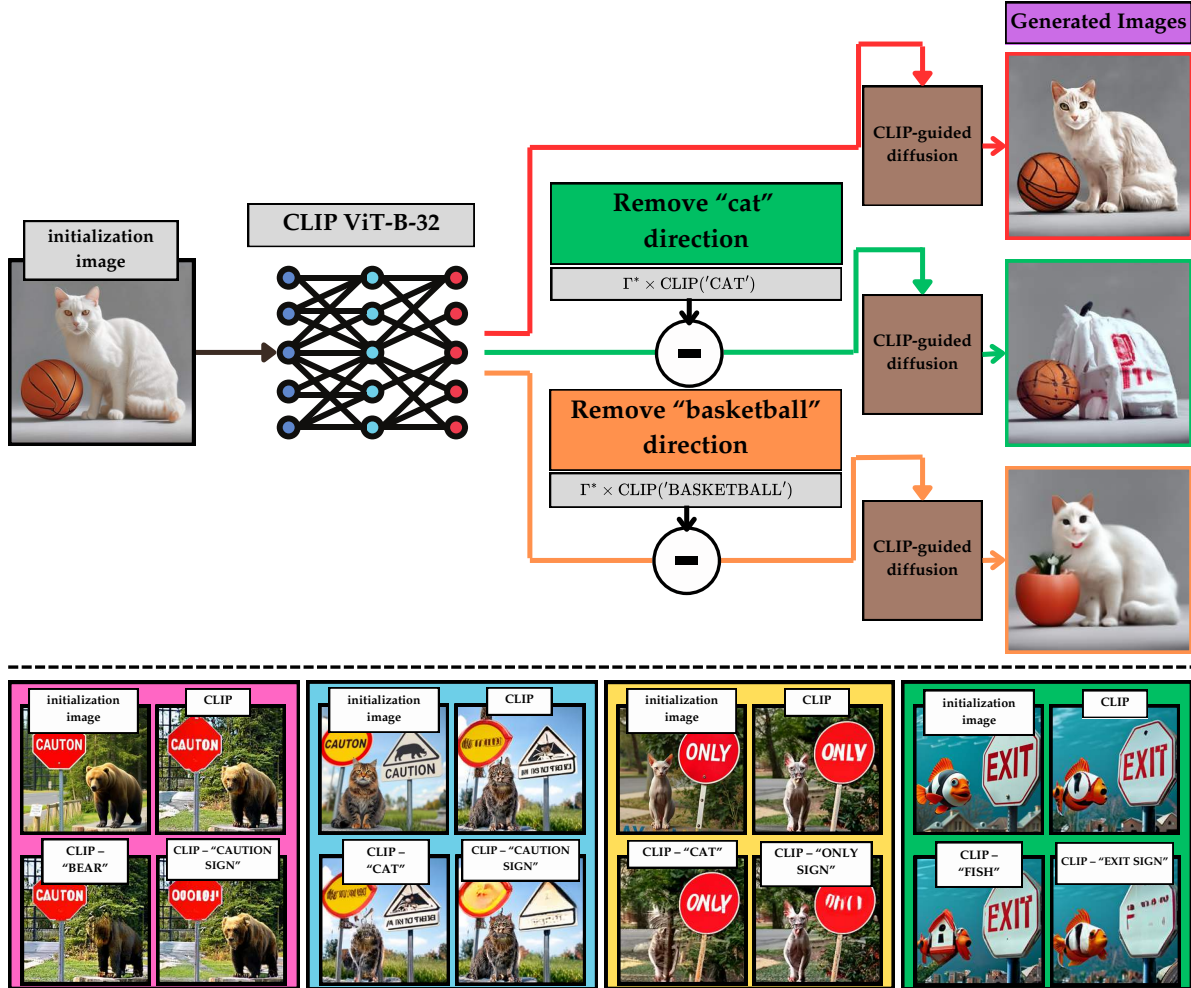 Generated Images
CLIP-guided
diffusion
Remove “cat”
direction
CLIP ViT-B-32
initialization
image
Γ* × CLIP('CAT')
CLIP-guided
diffusion
Remove “basketball”
direction
Γ* × CLIP('BASKETBALL')
CLIP-guided
diffusion
initialization
image
CLIP
CAUTON
CAUTON
CLIP –
“BEAR”
CLIP – “CAUTION
SIGN”
CAUTON
initialization
image
CLIP
CAUTON
CAUTION
CLIP –
“CAT”
CLIP – “CAUTION
SIGN”
initialization
image
CLIP
ONLY
ONLY
CLIP – “CAT”
CLIP – “ONLY
SIGN”
ONLY
initialization
image
CLIP
EXIT
EXIT
CLIP –
“FISH”
CLIP – “EXIT SIGN”
EXIT